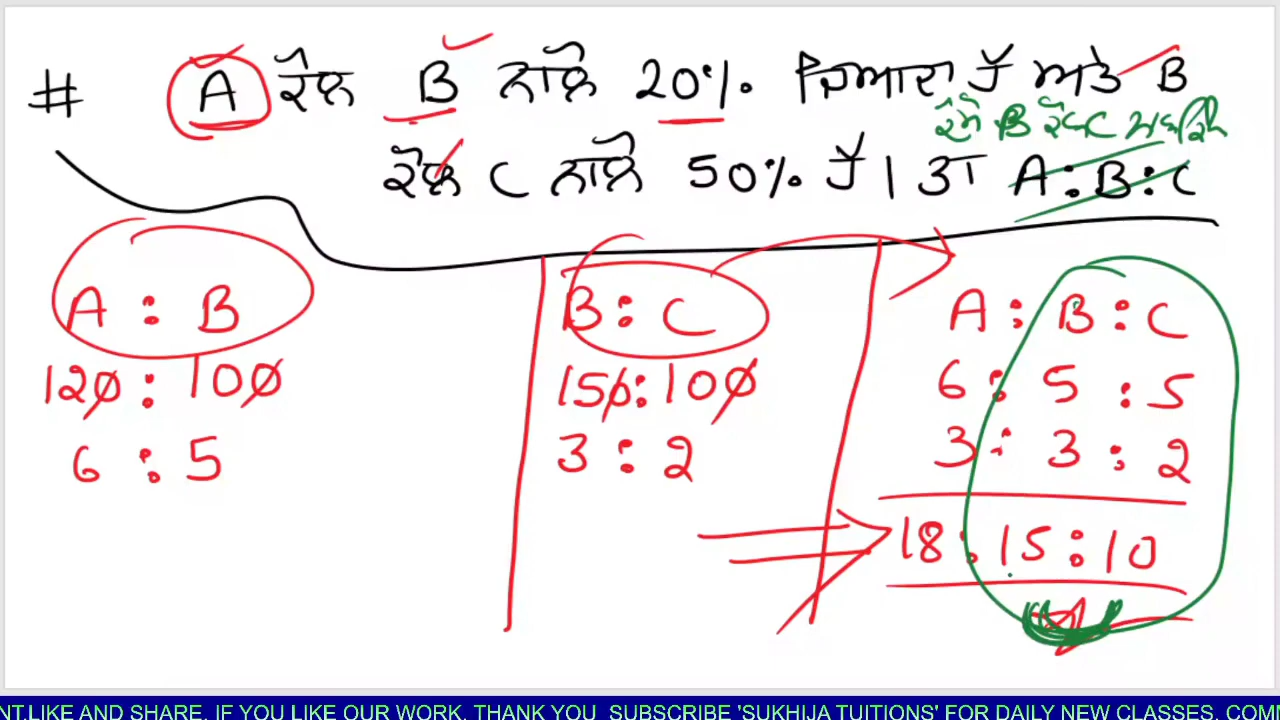 # A ਕੋਲ B ਨਾਲੋ 20% ਜ਼ਿਆਦਾ ਹੈ ਅਤੇ B
B
ਕੋਲ C ਨਾਲੋ 50% ਹੈ । ਤਾਂ A:B:C
A : B
120 : 100
6 : 5
B : C
150:100
3 : 2
A : B : C
6 : 5 : 5
3 : 3 : 2
18:15:10
NT.LIKE AND SHARE. IF YOU LIKE OUR WORK. THANK YOU SUBSCRIBE 'SUKHIJA TUITIONS' FOR DAILY NEW CLASSES. COM